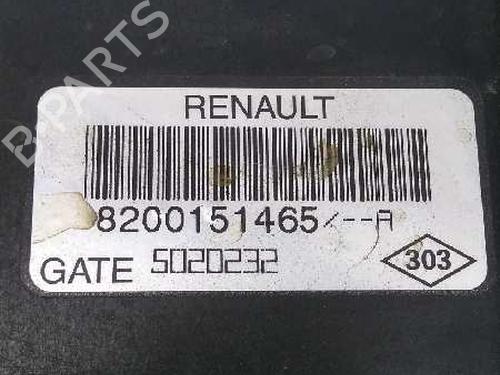 B-PARTS
RENAULT
8200151465/--A
GATE 5020232
303